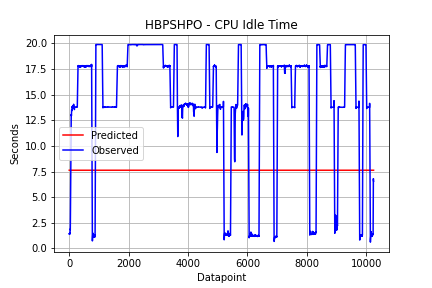 HBPSHPO - CPU Idle Time
20.0
17.5
15.0
12.5
10.0
7.5
5.0
2.5
0.0
Seconds
Predicted
Observed
0 2000 4000 6000 8000 10000
Datapoint